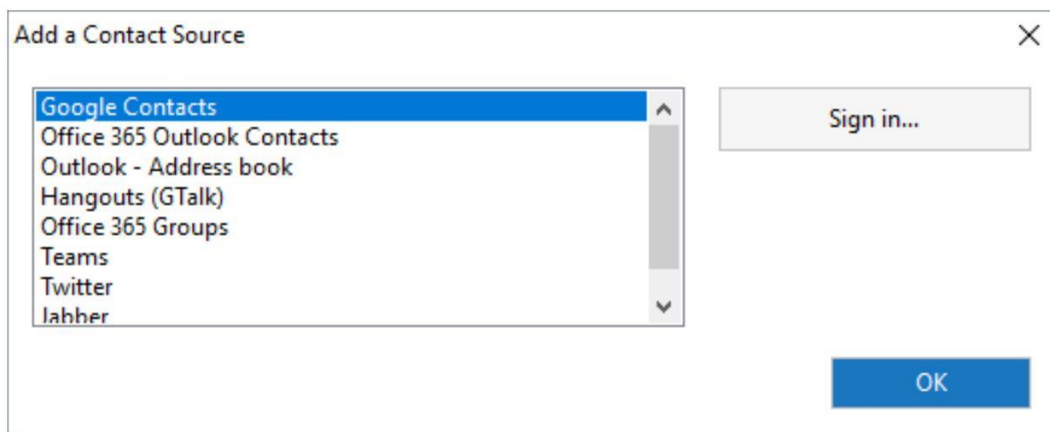 Add a Contact Source
Google Contacts
Sign in...
Office 365 Outlook Contacts
Outlook - Address book
Hangouts (GTalk)
Office 365 Groups
Teams
Twitter
Jabber
OK